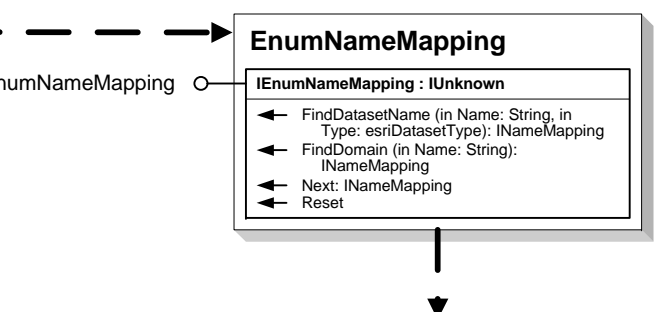 EnumNameMapping
numNameMapping
IEnumNameMapping : IUnknown
FindDatasetName (in Name: String, in
Type: esriDatasetType): INameMapping
FindDomain (in Name: String):
INameMapping
Next: INameMapping
Reset